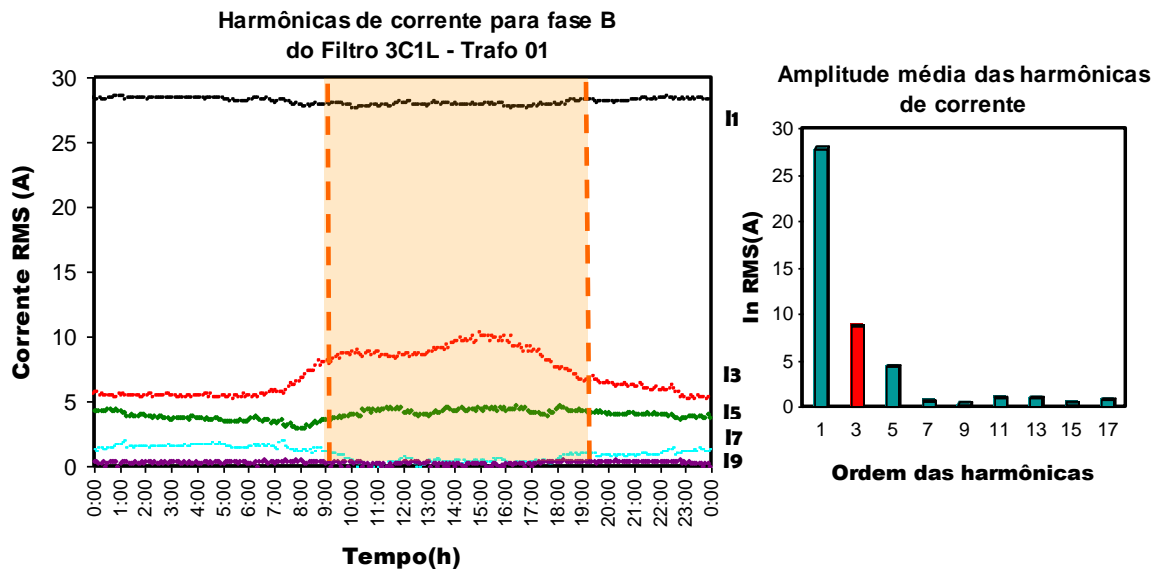 Harmônicas de corrente para fase B
do Filtro 3C1L - Trafo 01
30
25
20
15
10
5
0
Corrente RMS (A)
I1
I3
I5
I7
I9
0:00
1:00
2:00
3:00
4:00
5:00
6:00
7:00
8:00
9:00
10:00
11:00
12:00
13:00
14:00
15:00
16:00
17:00
18:00
19:00
20:00
21:00
22:00
23:00
0:00
Tempo(h)
Amplitude média das harmônicas
de corrente
30
25
20
15
10
5
0
In RMS(A)
1 3 5 7 9 11 13 15 17
Ordem das harmônicas